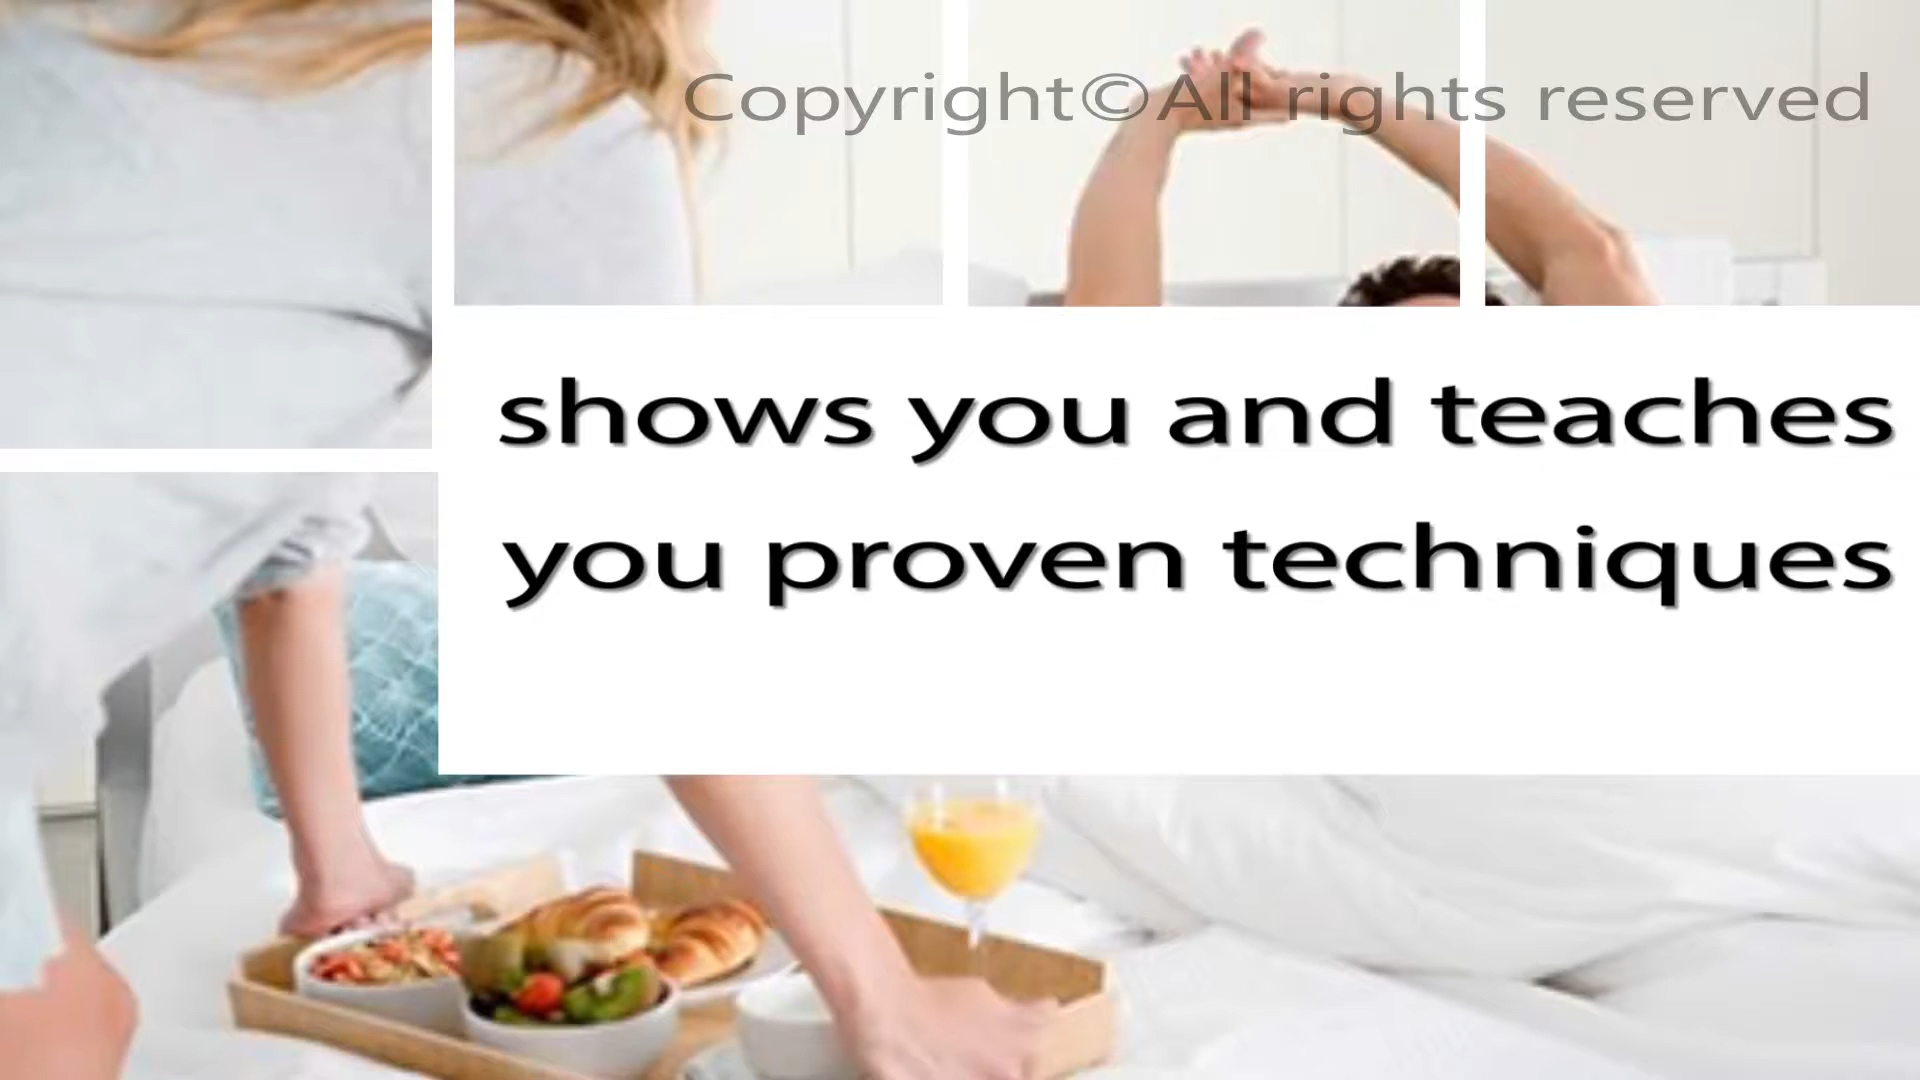 Copyright©All rights reserved
shows you and teaches
you proven techniques